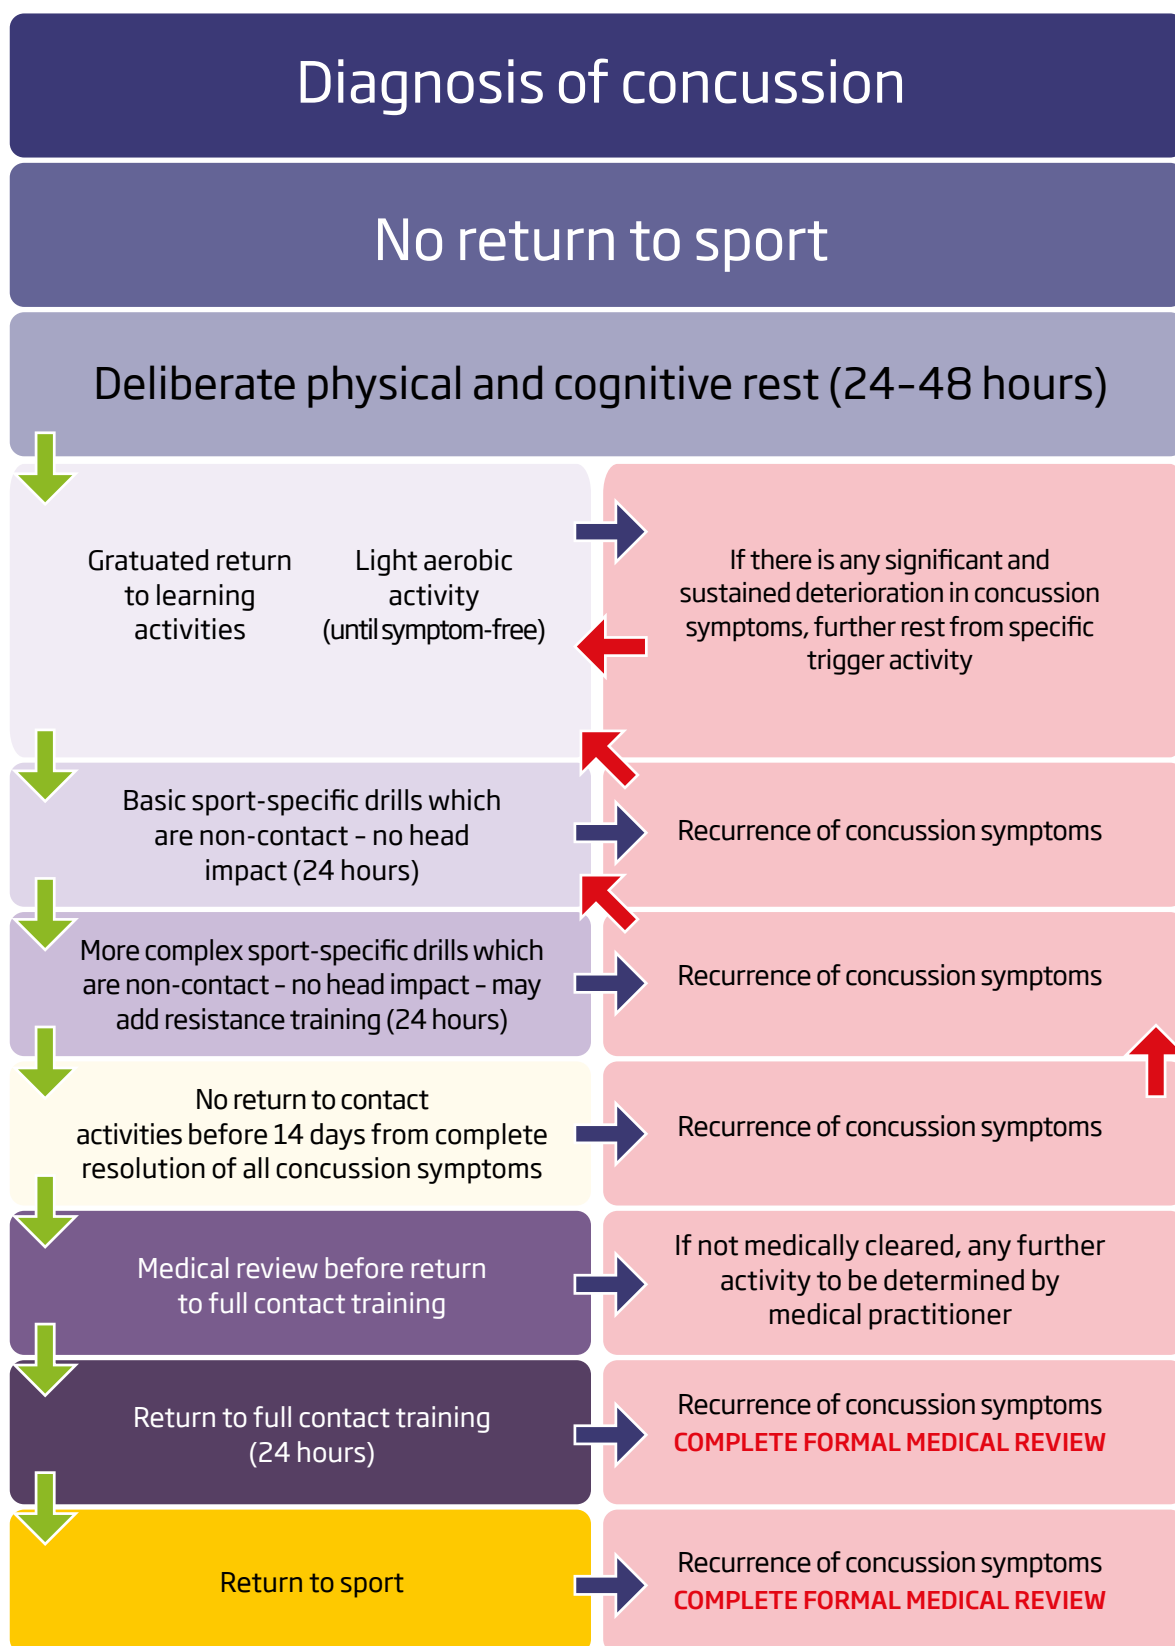 Diagnosis of concussion
No return to sport
Deliberate physical and cognitive rest (24–48 hours)
Gratuated return
to learning
activities
Light aerobic
activity
(until symptom-free)
If there is any significant and
sustained deterioration in concussion
symptoms, further rest from specific
trigger activity
Basic sport-specific drills which
are non-contact – no head
impact (24 hours)
Recurrence of concussion symptoms
More complex sport-specific drills which
are non-contact – no head impact – may
add resistance training (24 hours)
Recurrence of concussion symptoms
No return to contact
activities before 14 days from complete
resolution of all concussion symptoms
Recurrence of concussion symptoms
Medical review before return
to full contact training
If not medically cleared, any further
activity to be determined by
medical practitioner
Return to full contact training
(24 hours)
Recurrence of concussion symptoms
COMPLETE FORMAL MEDICAL REVIEW
Return to sport
Recurrence of concussion symptoms
COMPLETE FORMAL MEDICAL REVIEW